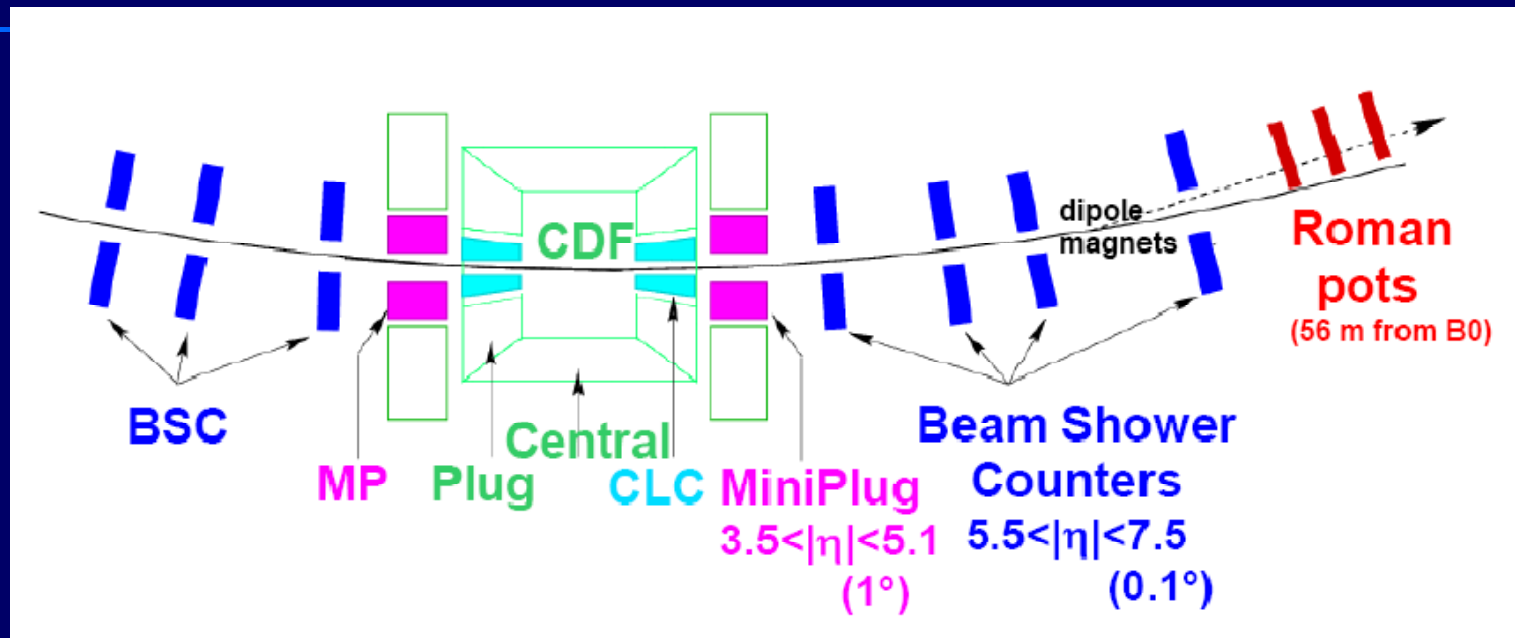 CDF
dipole
magnets
Roman
pots
(56 m from B0)
BSC
MP
Plug
Central
CLC
MiniPlug
3.5<|η|<5.1
(1°)
Beam Shower
Counters
5.5<|η|<7.5
(0.1°)